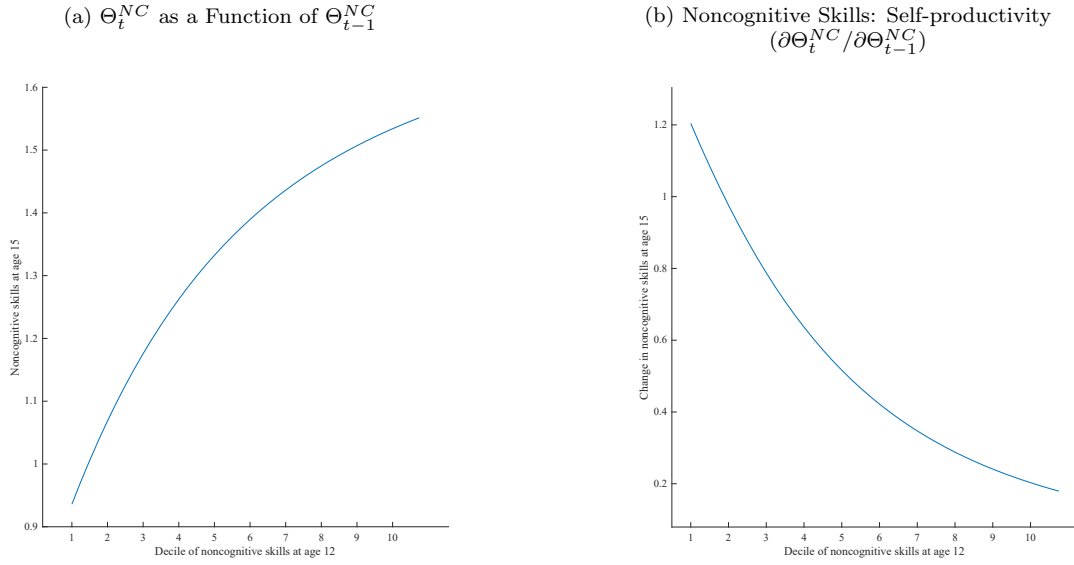 (a) Θ_t^{NC} as a Function of Θ_{t−1}^{NC}
1.6
1.5
1.4
1.3
1.2
1.1
1
0.9
Noncognitive skills at age 15
1 2 3 4 5 6 7 8 9 10
Decile of noncognitive skills at age 12
(b) Noncognitive Skills: Self-productivity
(∂Θ_t^{NC}/∂Θ_{t−1}^{NC})
1.2
1
0.8
0.6
0.4
0.2
Change in noncognitive skills at age 15
1 2 3 4 5 6 7 8 9 10
Decile of noncognitive skills at age 12